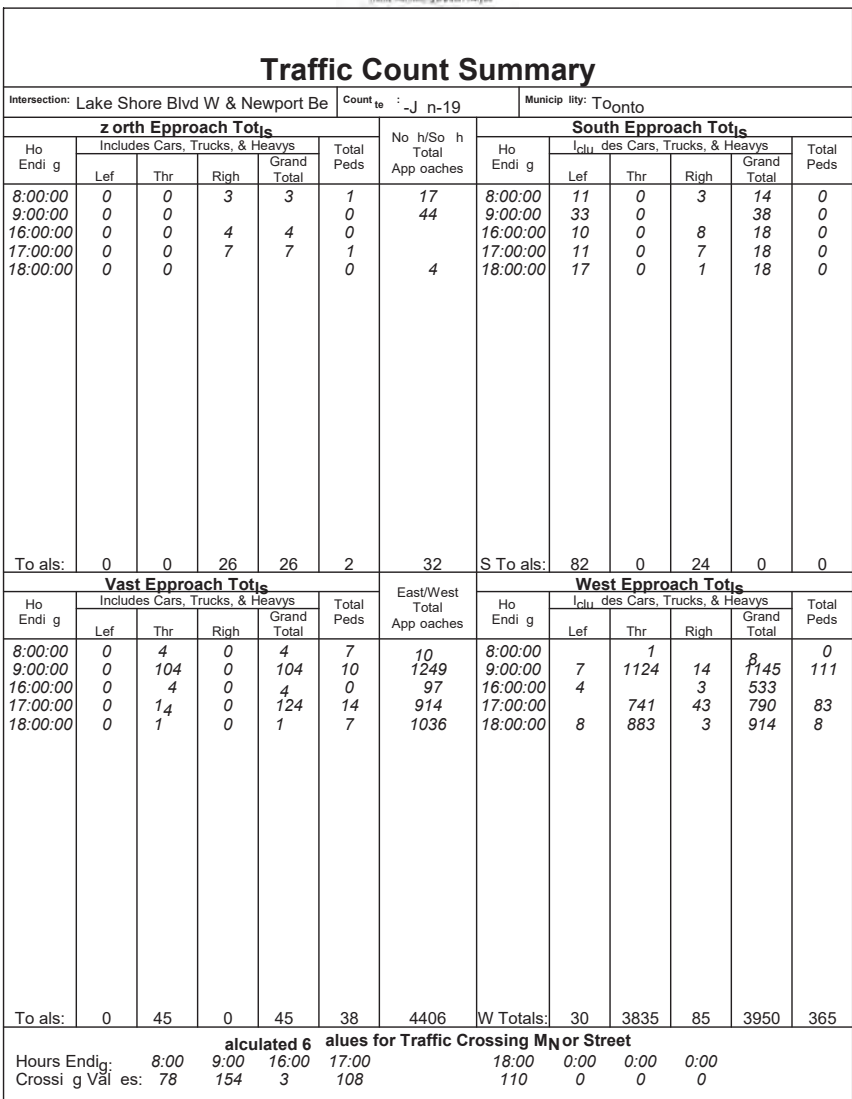 Traffic Count Summary
Intersection: Lake Shore Blvd W & Newport Be Count te : -J n-19 Municip lity: Toonto
z orth Epproach Totls No h/So h Total App oaches South Epproach Totls
Ho Endi g Includes Cars, Trucks, & Heavys Total Peds Ho Endi g Iclu des Cars, Trucks, & Heavys Total Peds
Lef Thr Righ Grand Total Lef Thr Righ Grand Total
8:00:00 0 0 3 3 1 17 8:00:00 11 0 3 14 0
9:00:00 0 0 0 44 9:00:00 33 0 38 0
16:00:00 0 0 4 4 0 16:00:00 10 0 8 18 0
17:00:00 0 0 7 7 1 17:00:00 11 0 7 18 0
18:00:00 0 0 0 4 18:00:00 17 0 1 18 0
To als: 0 0 26 26 2 32 S To als: 82 0 24 0 0
Vast Epproach Totls East/West Total App oaches West Epproach Totls
Ho Endi g Includes Cars, Trucks, & Heavys Total Peds Ho Endi g Iclu des Cars, Trucks, & Heavys Total Peds
Lef Thr Righ Grand Total Lef Thr Righ Grand Total
8:00:00 0 4 0 4 7 10 8:00:00 1 8 0
9:00:00 0 104 0 104 10 1249 9:00:00 7 1124 14 1145 111
16:00:00 0 4 0 4 0 97 16:00:00 4 3 533
17:00:00 0 14 0 124 14 914 17:00:00 741 43 790 83
18:00:00 0 1 0 1 7 1036 18:00:00 8 883 3 914 8
To als: 0 45 0 45 38 4406 W Totals: 30 3835 85 3950 365
alculated 6 alues for Traffic Crossing MN or Street
Hours Endig: 8:00 9:00 16:00 17:00 18:00 0:00 0:00 0:00
Crossi g Val es: 78 154 3 108 110 0 0 0